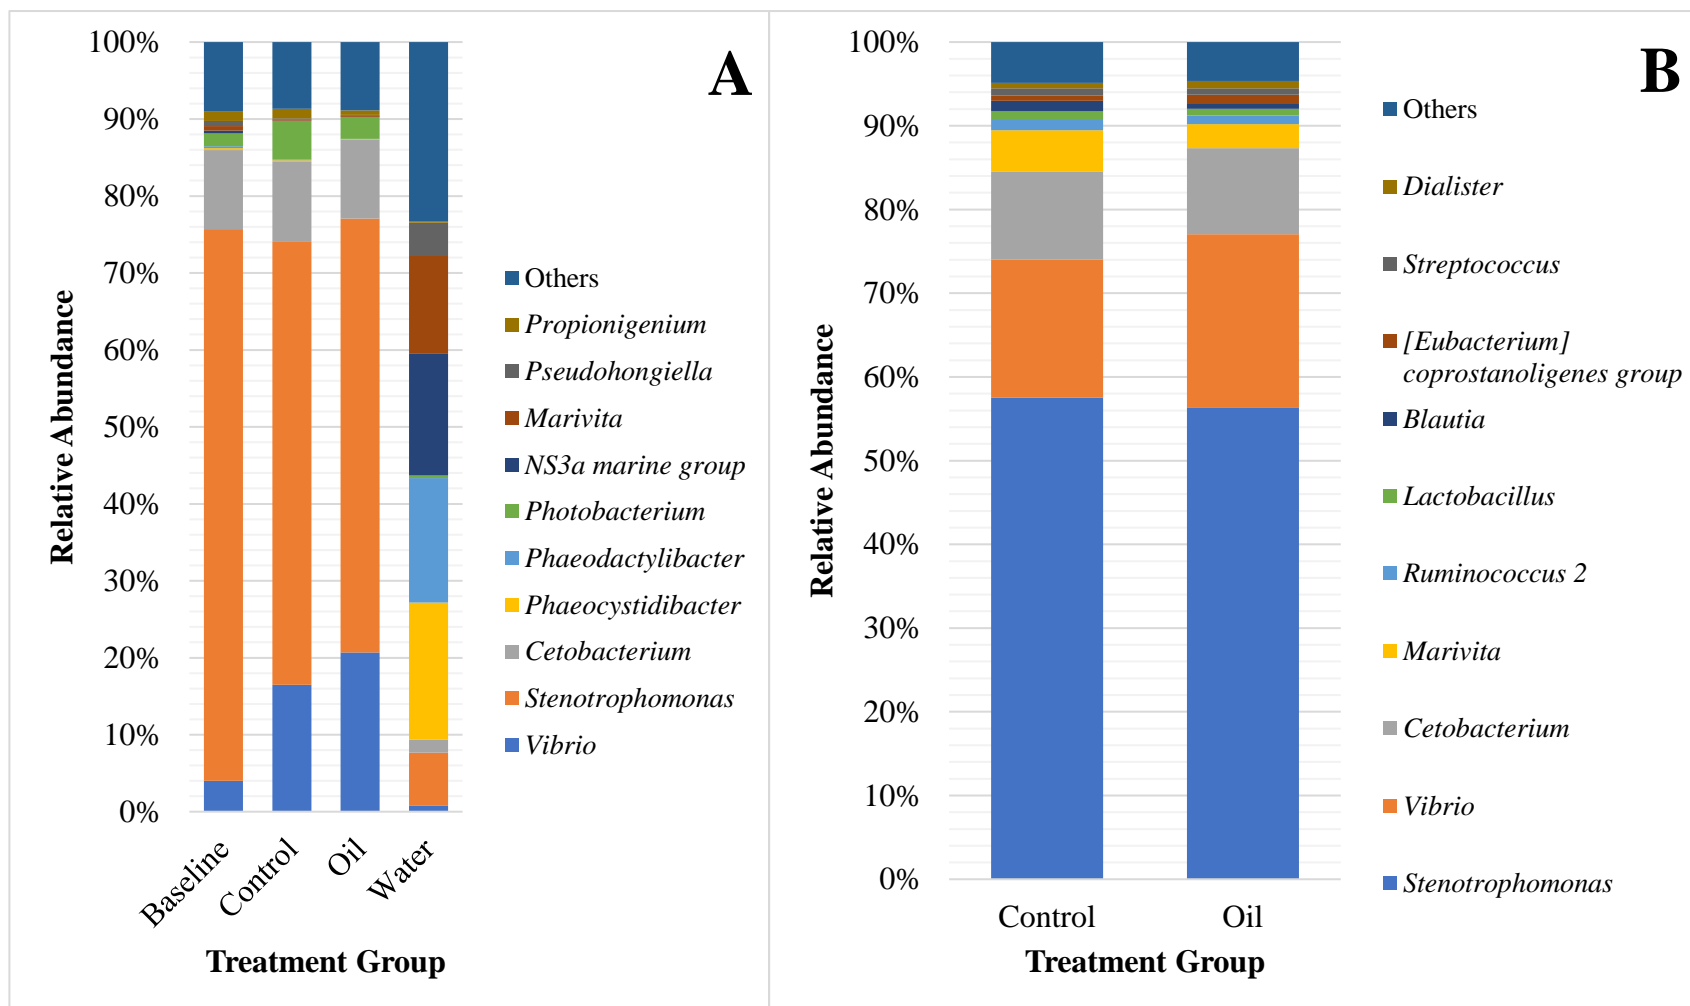 A
Relative Abundance
100%
90%
80%
70%
60%
50%
40%
30%
20%
10%
0%
Baseline
Control
Oil
Water
Treatment Group
Others
Propionigenium
Pseudohongiella
Marivita
NS3a marine group
Photobacterium
Phaeodactylibacter
Phaeocystidibacter
Cetobacterium
Stenotrophomonas
Vibrio
B
Relative Abundance
100%
90%
80%
70%
60%
50%
40%
30%
20%
10%
0%
Control
Oil
Treatment Group
Others
Dialister
Streptococcus
[Eubacterium]
coprostanoligenes group
Blautia
Lactobacillus
Ruminococcus 2
Marivita
Cetobacterium
Vibrio
Stenotrophomonas